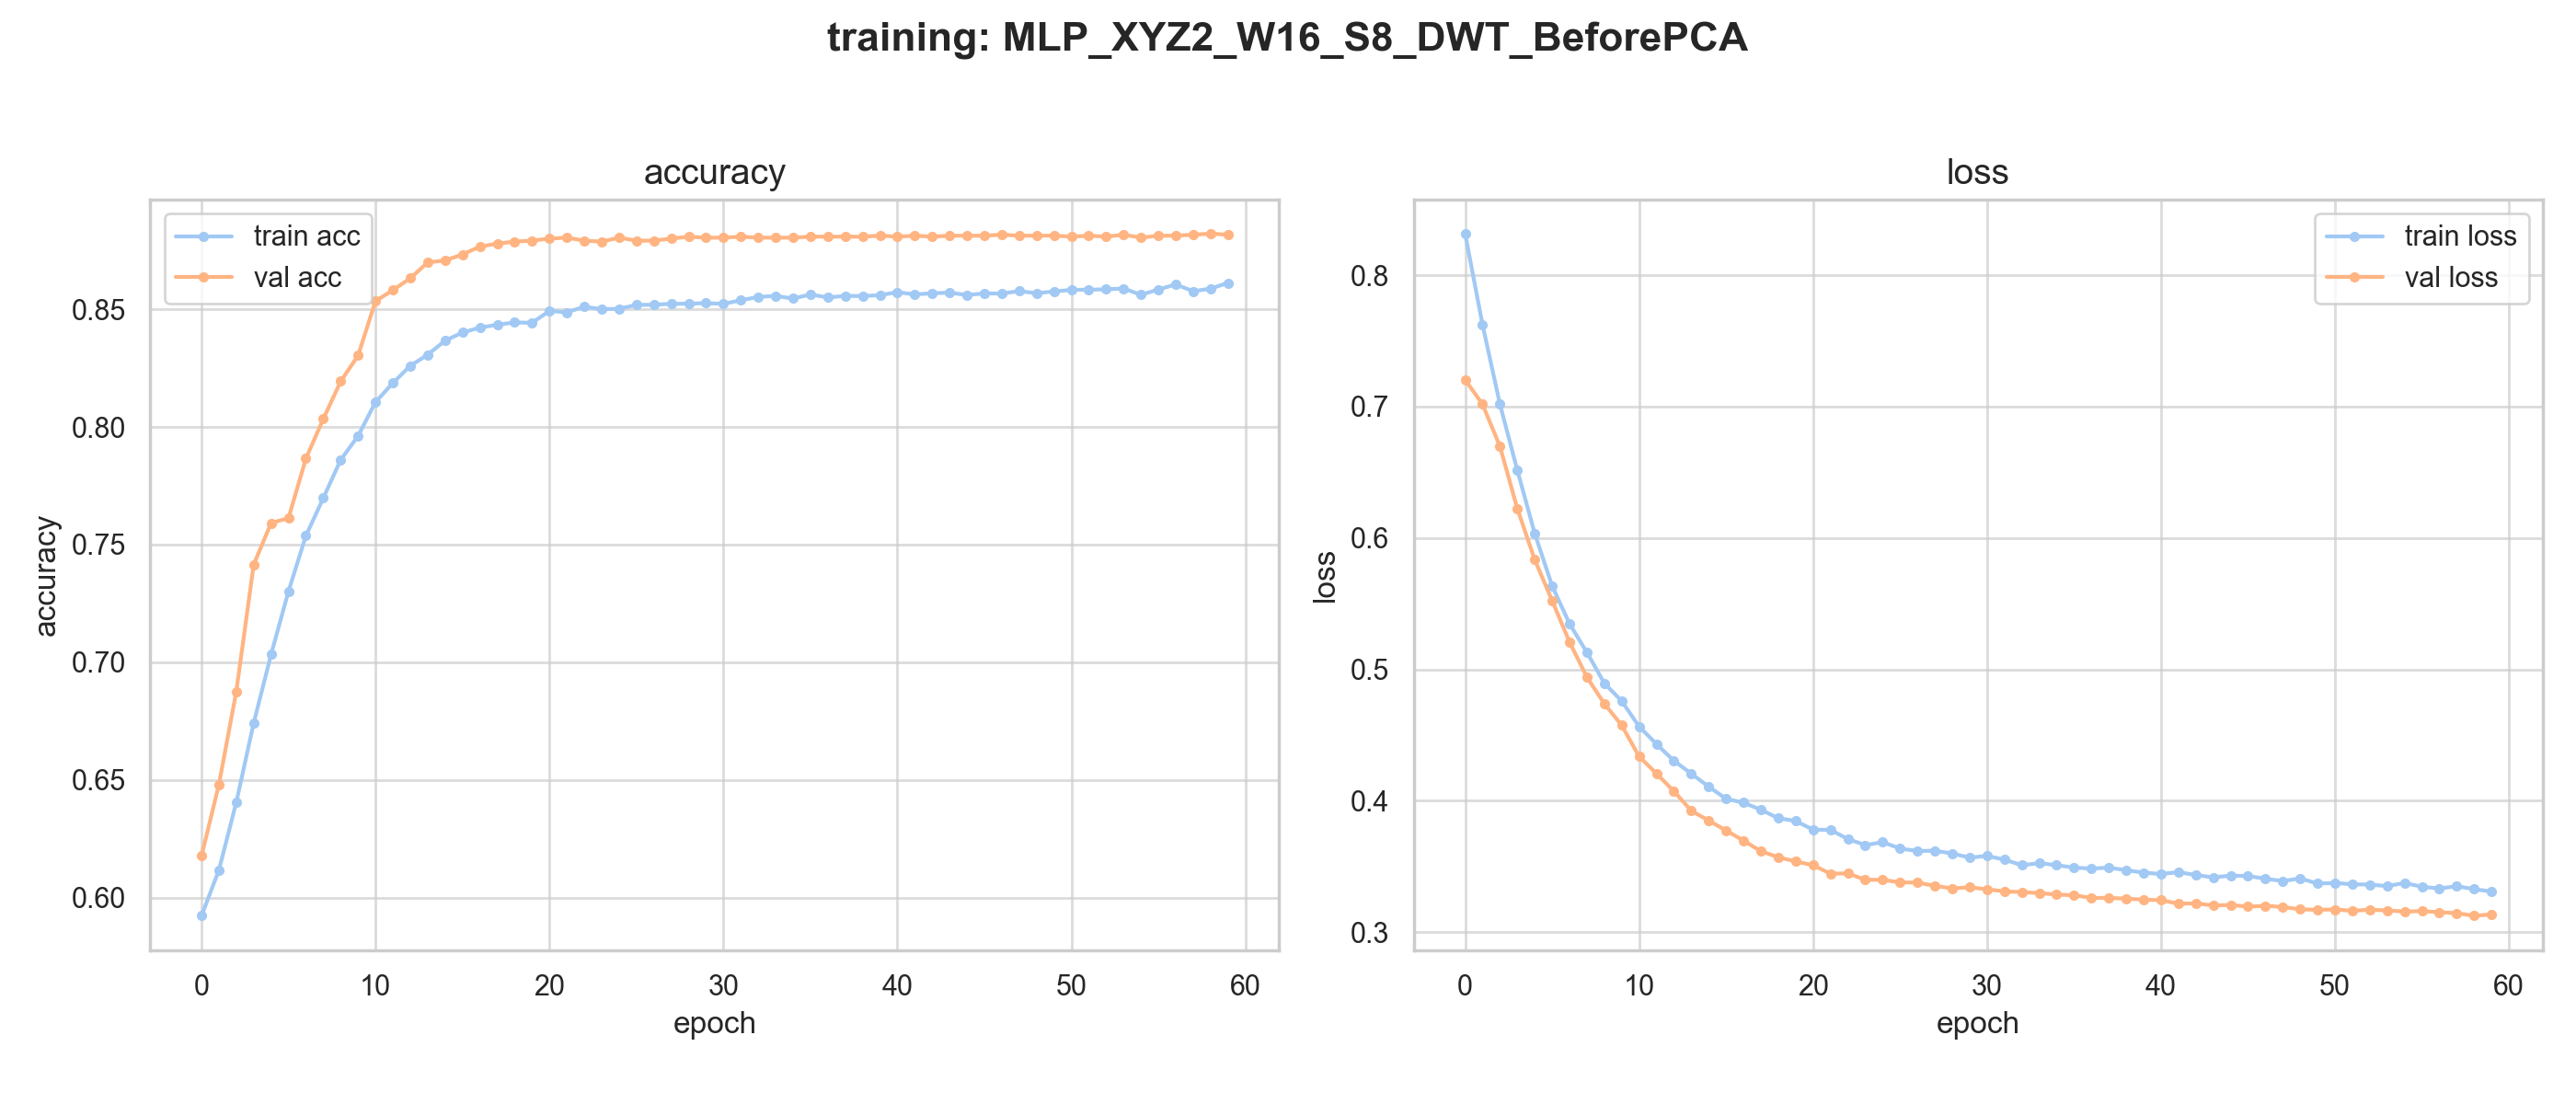 training: MLP_XYZ2_W16_S8_DWT_BeforePCA
accuracy
train acc
val acc
0.85
0.80
0.75
0.70
0.65
0.60
accuracy
0 10 20 30 40 50 60
epoch
loss
train loss
val loss
0.8
0.7
0.6
0.5
0.4
0.3
loss
0 10 20 30 40 50 60
epoch